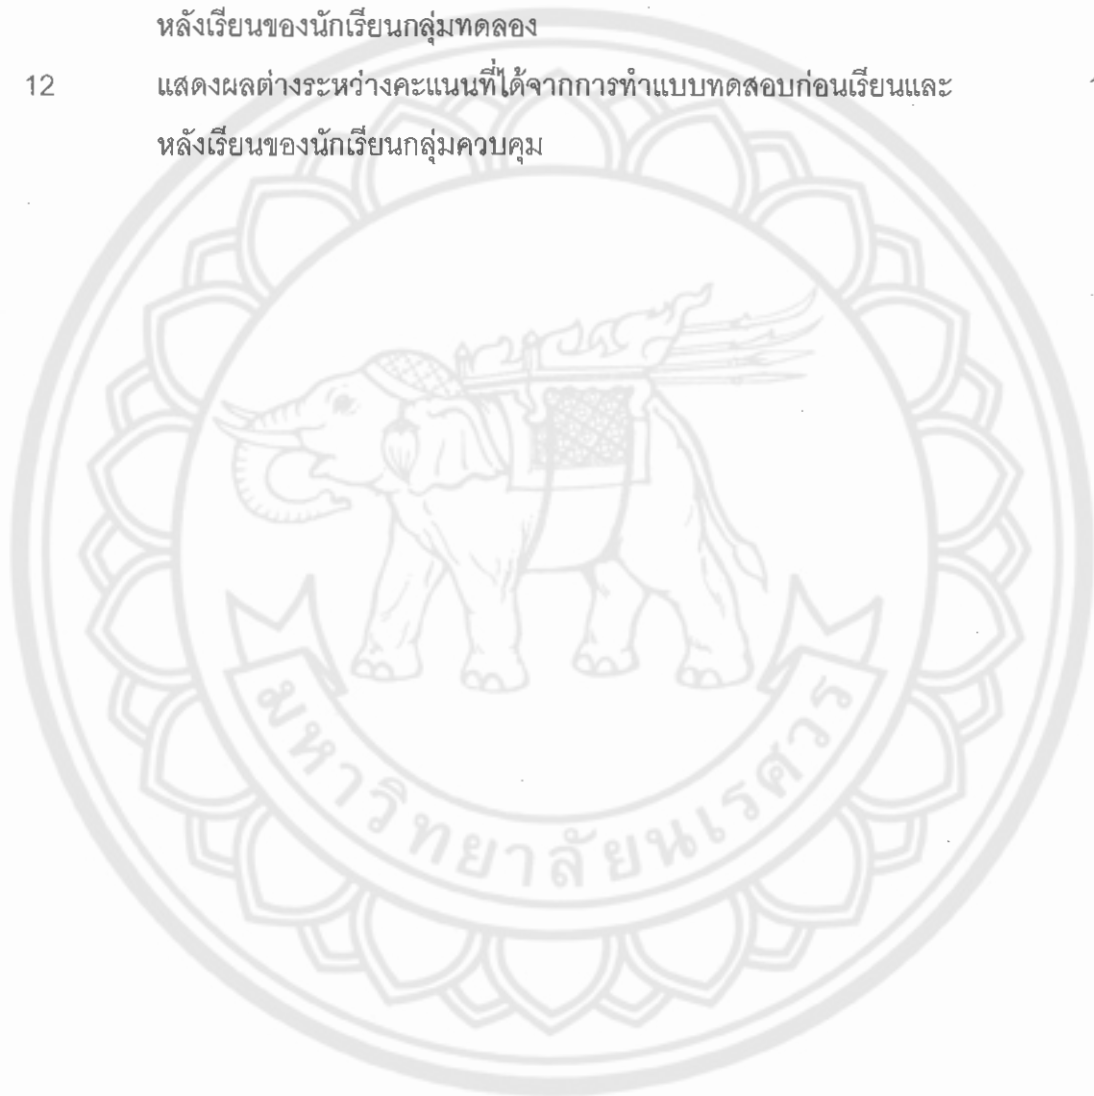 หลังเรียนของนักเรียนกลุ่มทดลอง
12 แสดงผลต่างระหว่างคะแนนที่ได้จากการทำแบบทดสอบก่อนเรียนและ
หลังเรียนของนักเรียนกลุ่มควบคุม
มหาวิทยาลัยนเรศวร